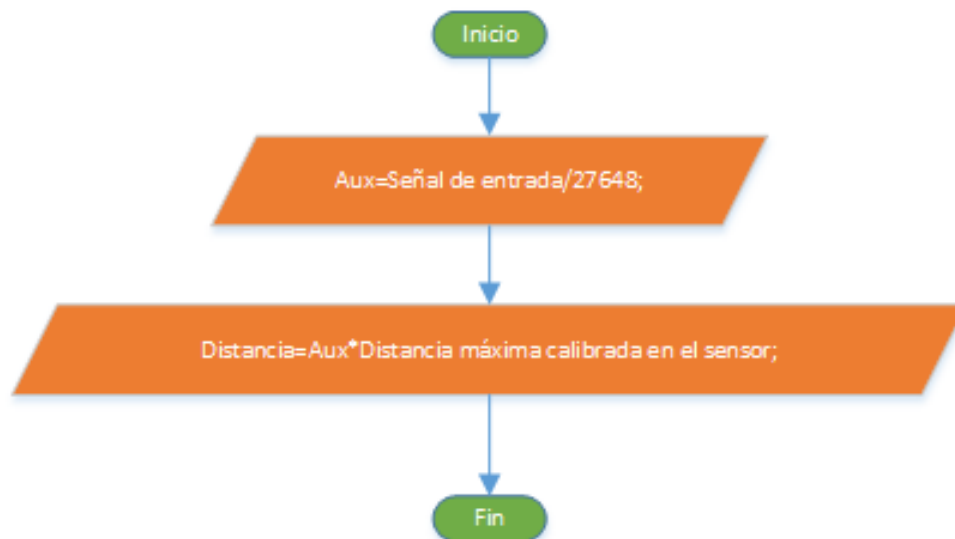 Inicio
Aux=Señal de entrada/27648;
Distancia=Aux*Distancia máxima calibrada en el sensor;
Fin